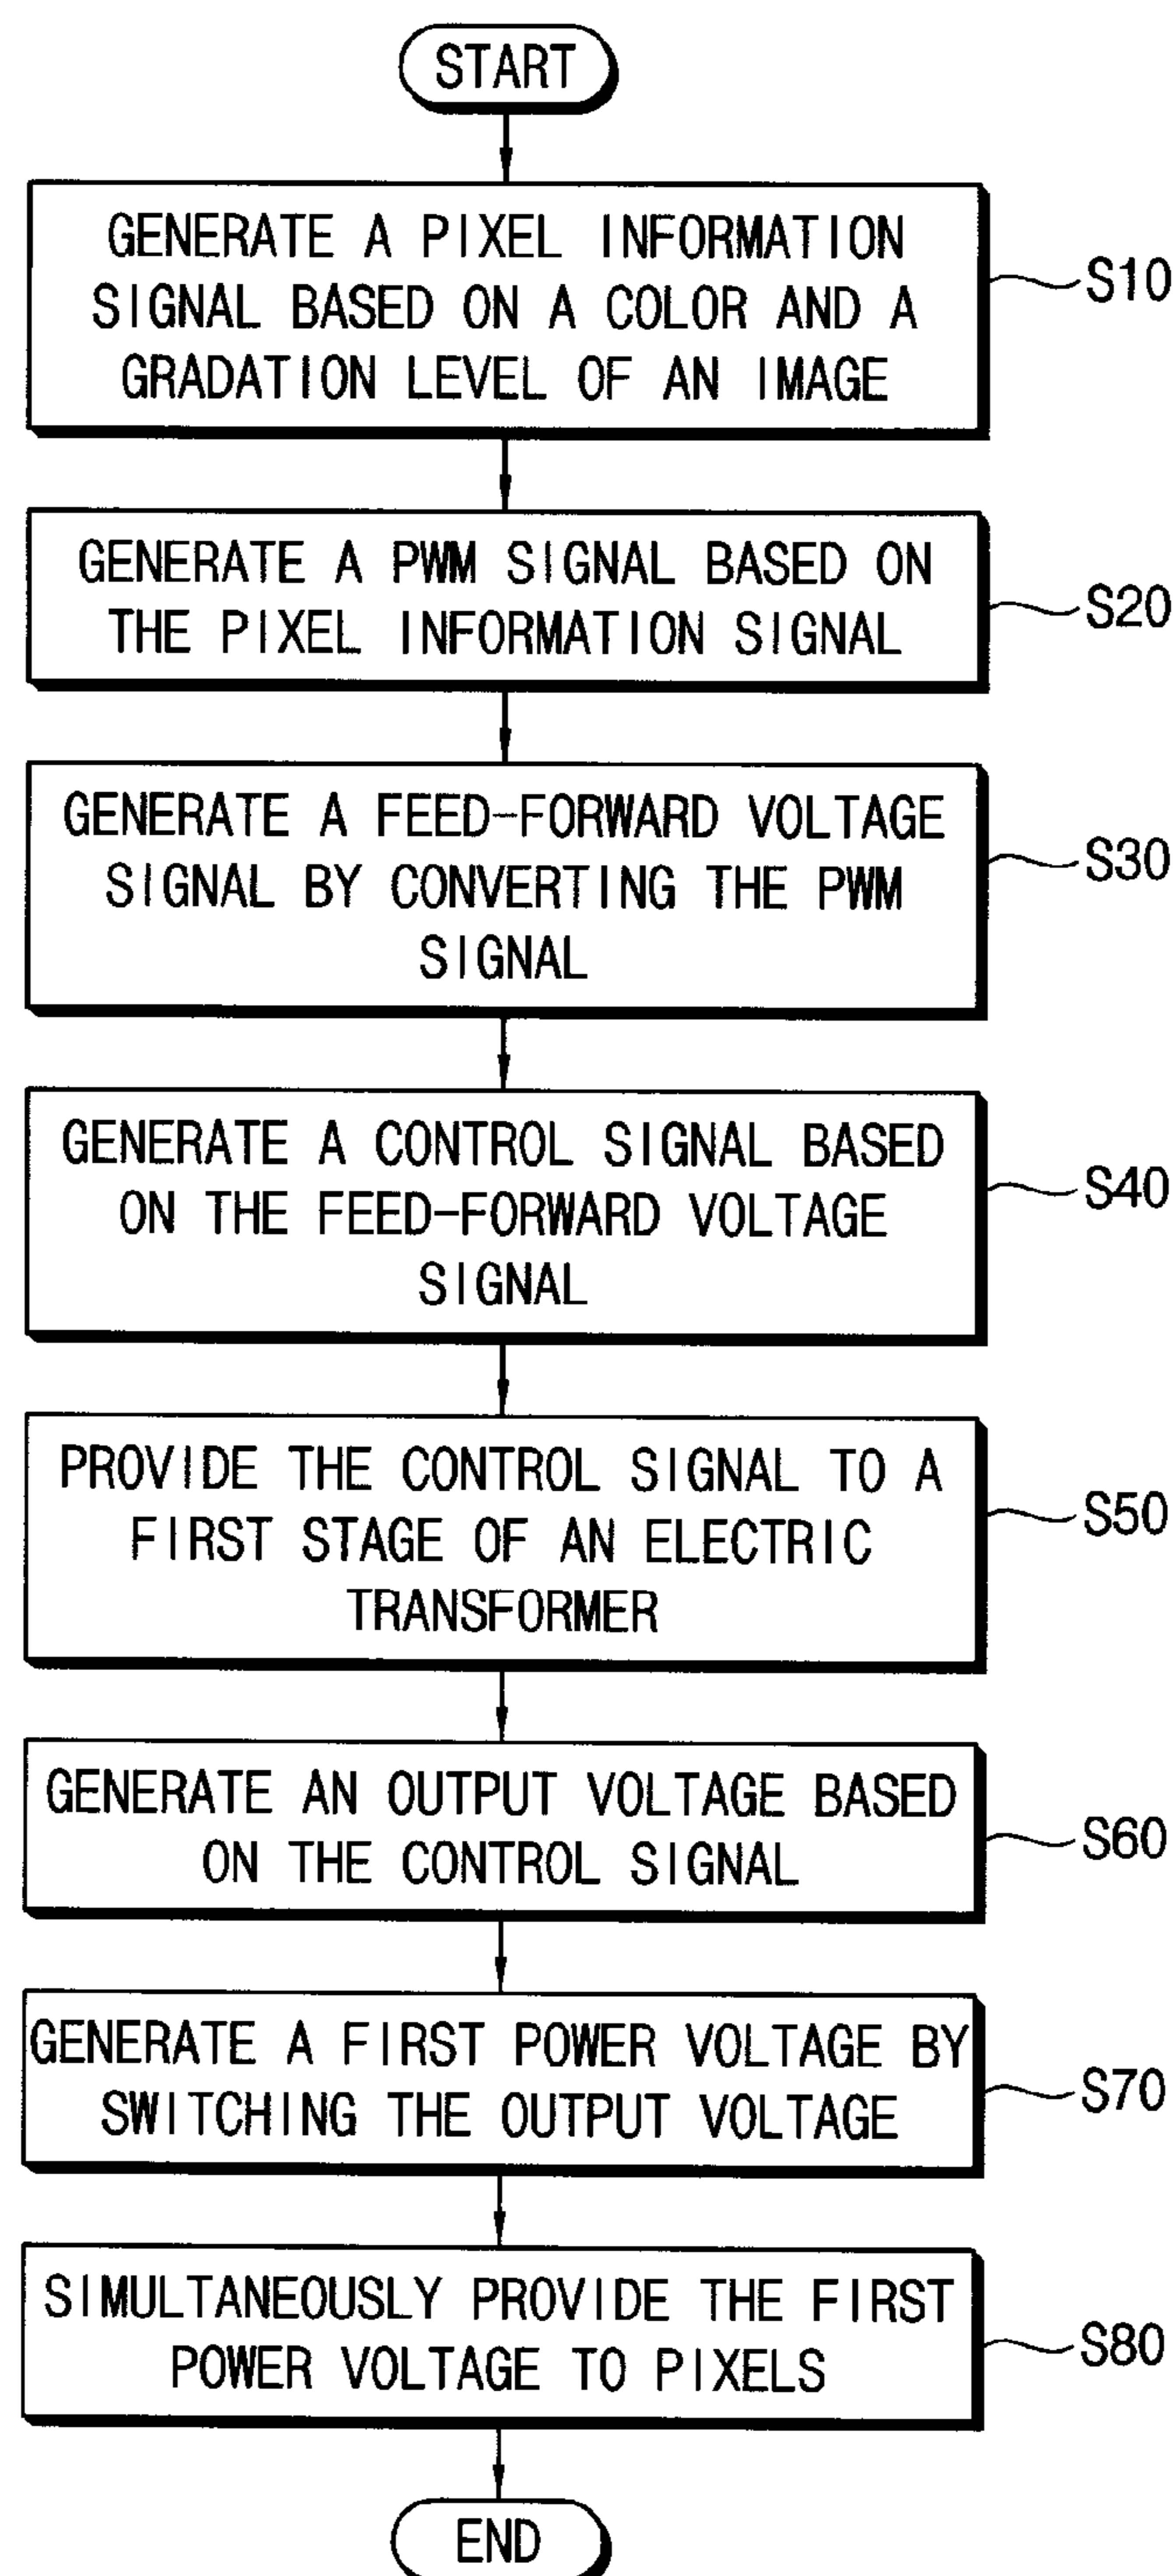 START
GENERATE A PIXEL INFORMATION
SIGNAL BASED ON A COLOR AND A
GRADATION LEVEL OF AN IMAGE
S10
GENERATE A PWM SIGNAL BASED ON
THE PIXEL INFORMATION SIGNAL
S20
GENERATE A FEED-FORWARD VOLTAGE
SIGNAL BY CONVERTING THE PWM
SIGNAL
S30
GENERATE A CONTROL SIGNAL BASED
ON THE FEED-FORWARD VOLTAGE
SIGNAL
S40
PROVIDE THE CONTROL SIGNAL TO A
FIRST STAGE OF AN ELECTRIC
TRANSFORMER
S50
GENERATE AN OUTPUT VOLTAGE BASED
ON THE CONTROL SIGNAL
S60
GENERATE A FIRST POWER VOLTAGE BY
SWITCHING THE OUTPUT VOLTAGE
S70
SIMULTANEOUSLY PROVIDE THE FIRST
POWER VOLTAGE TO PIXELS
S80
END